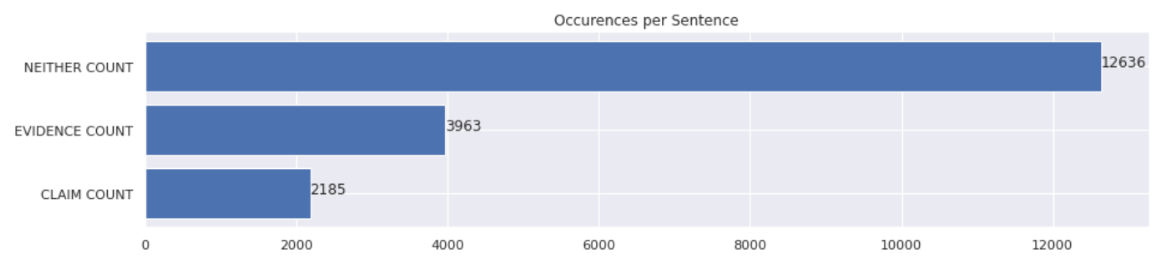 Occurences per Sentence
NEITHER COUNT 12636
EVIDENCE COUNT 3963
CLAIM COUNT 2185
0 2000 4000 6000 8000 10000 12000